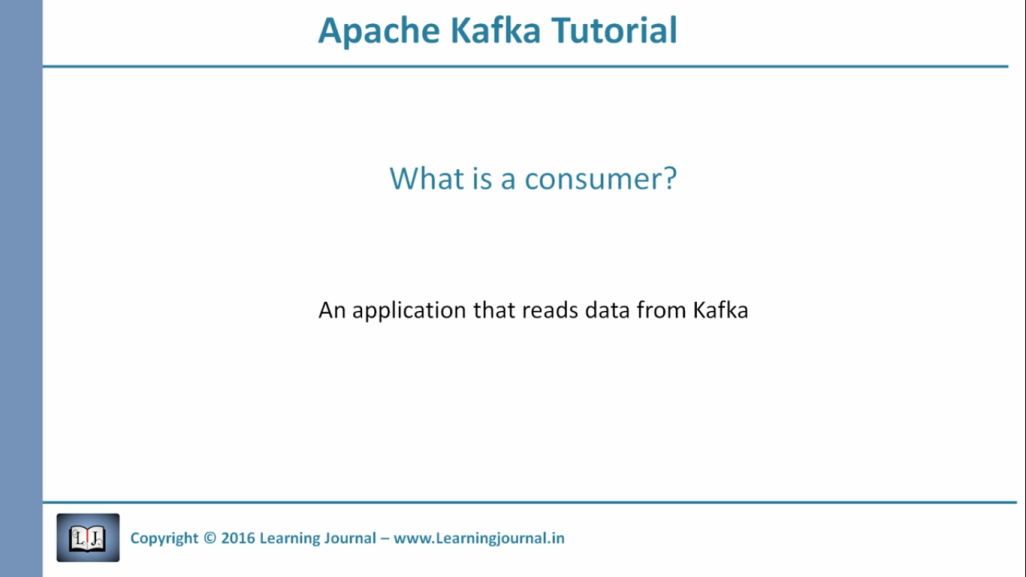 Apache Kafka Tutorial
What is a consumer?
An application that reads data from Kafka
L J
Copyright © 2016 Learning Journal – www.Learningjournal.in